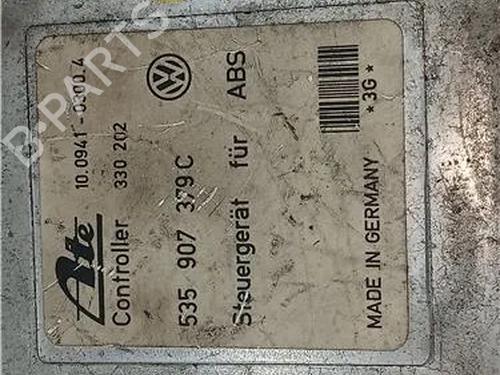 Ate
10.0941-0300.4
Controller 330 202
535 907 379 C
Steuergerät für ABS
*3G*
MADE IN GERMANY
B-PARTS